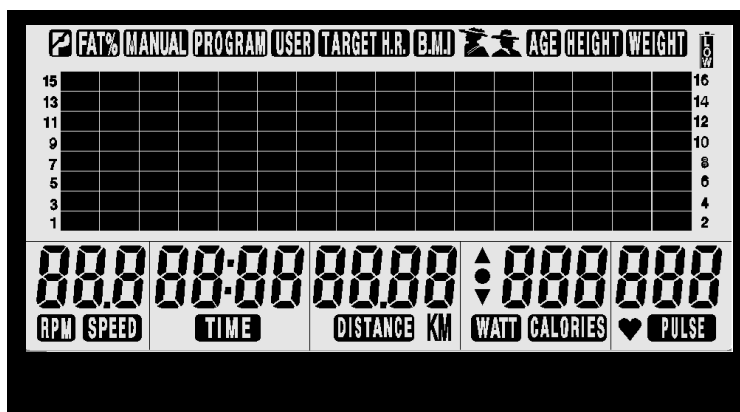 P FAT% MANUAL PROGRAM USER TARGET H.R. B.M.I AGE HEIGHT WEIGHT LOW
15 16
13 14
11 12
9 10
7 8
5 6
3 4
1 2
88.8 88:88 88.88 888 888
RPM SPEED TIME DISTANCE KM WATT CALORIES PULSE